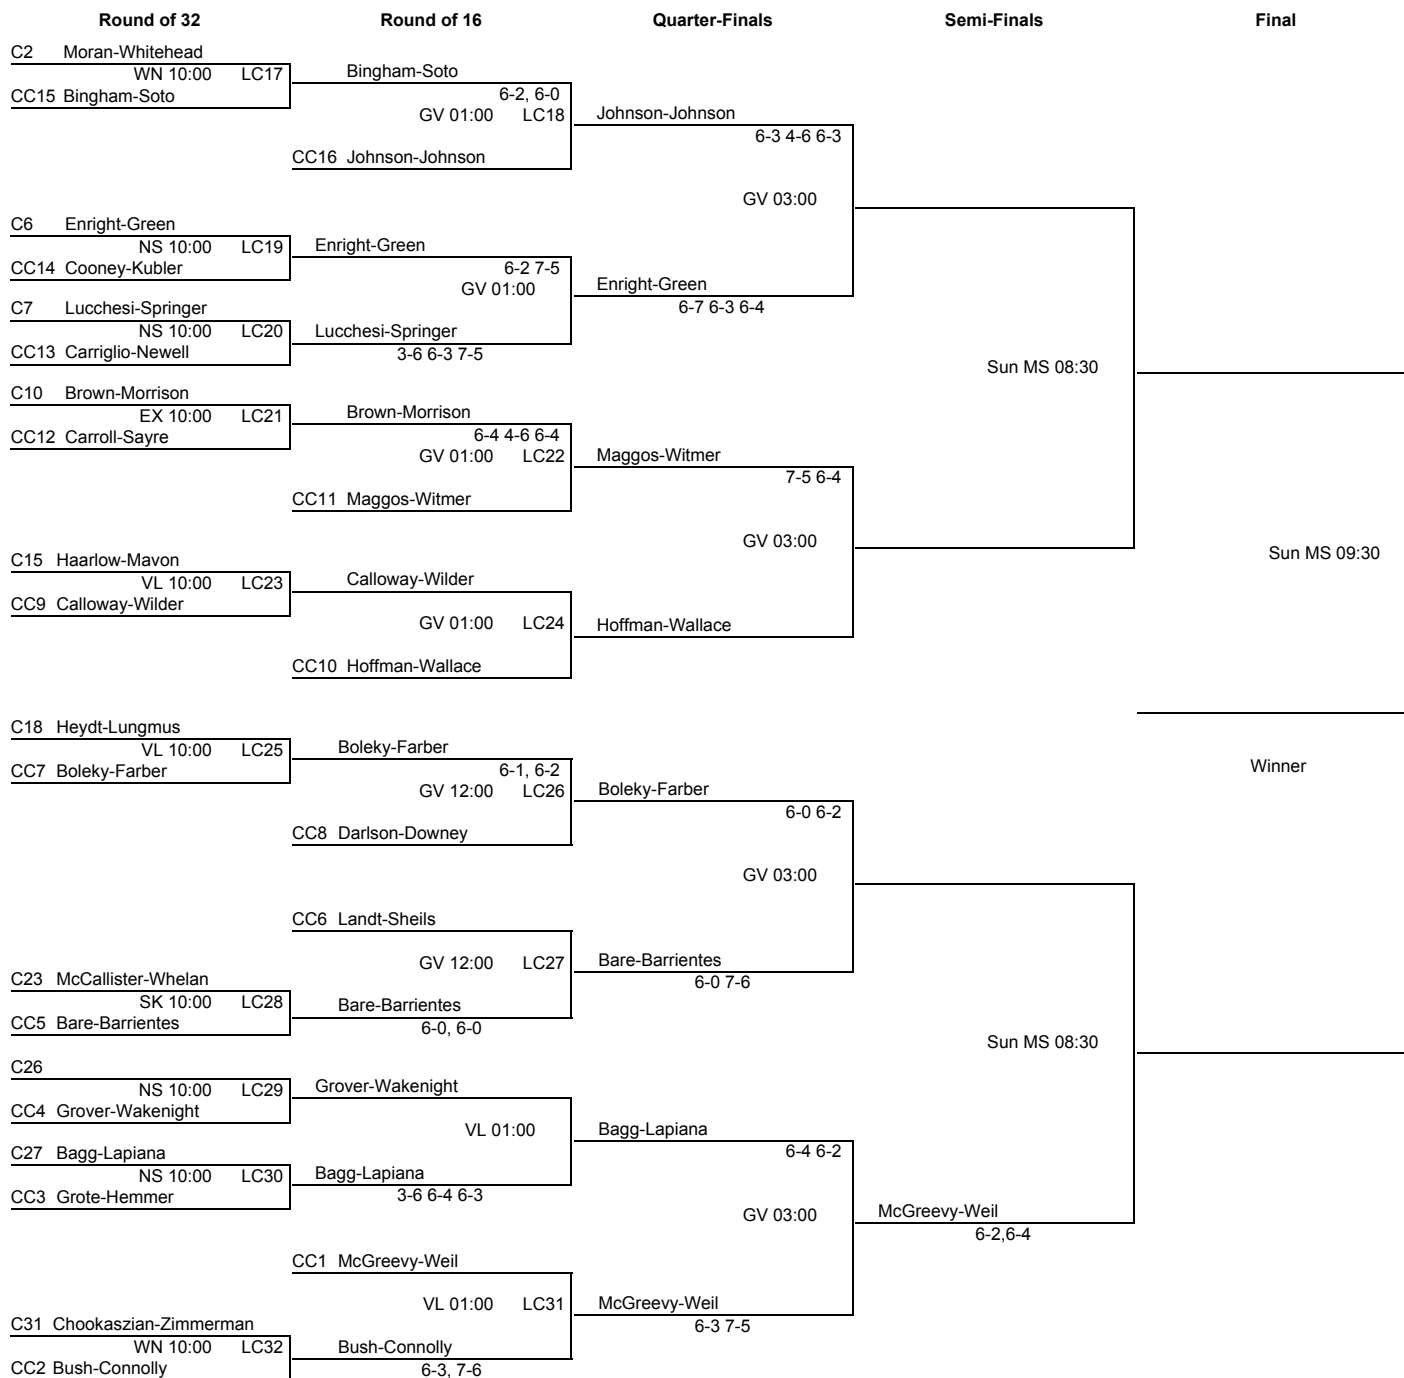 Round of 32 Round of 16 Quarter-Finals Semi-Finals Final
C2 Moran-Whitehead
WN 10:00 LC17 Bingham-Soto
CC15 Bingham-Soto 6-2, 6-0
GV 01:00 LC18 Johnson-Johnson
6-3 4-6 6-3
CC16 Johnson-Johnson
GV 03:00
C6 Enright-Green
NS 10:00 LC19 Enright-Green
CC14 Cooney-Kubler 6-2 7-5
GV 01:00 Enright-Green
C7 Lucchesi-Springer 6-7 6-3 6-4
NS 10:00 LC20 Lucchesi-Springer
CC13 Carriglio-Newell 3-6 6-3 7-5
Sun MS 08:30
C10 Brown-Morrison
EX 10:00 LC21 Brown-Morrison
CC12 Carroll-Sayre 6-4 4-6 6-4
GV 01:00 LC22 Maggos-Witmer
7-5 6-4
CC11 Maggos-Witmer
GV 03:00
Sun MS 09:30
C15 Haarlow-Mavon
VL 10:00 LC23 Calloway-Wilder
CC9 Calloway-Wilder
GV 01:00 LC24 Hoffman-Wallace
CC10 Hoffman-Wallace
C18 Heydt-Lungmus
VL 10:00 LC25 Boleky-Farber
CC7 Boleky-Farber 6-1, 6-2 Winner
GV 12:00 LC26 Boleky-Farber
6-0 6-2
CC8 Darlson-Downey
GV 03:00
CC6 Landt-Sheils
GV 12:00 LC27 Bare-Barrientes
C23 McCallister-Whelan 6-0 7-6
SK 10:00 LC28 Bare-Barrientes
CC5 Bare-Barrientes 6-0, 6-0
Sun MS 08:30
C26
NS 10:00 LC29 Grover-Wakenight
CC4 Grover-Wakenight
VL 01:00 Bagg-Lapiana
C27 Bagg-Lapiana 6-4 6-2
NS 10:00 LC30 Bagg-Lapiana
CC3 Grote-Hemmer 3-6 6-4 6-3
GV 03:00 McGreevy-Weil
6-2,6-4
CC1 McGreevy-Weil
VL 01:00 LC31 McGreevy-Weil
C31 Chookaszian-Zimmerman 6-3 7-5
WN 10:00 LC32 Bush-Connolly
CC2 Bush-Connolly 6-3, 7-6